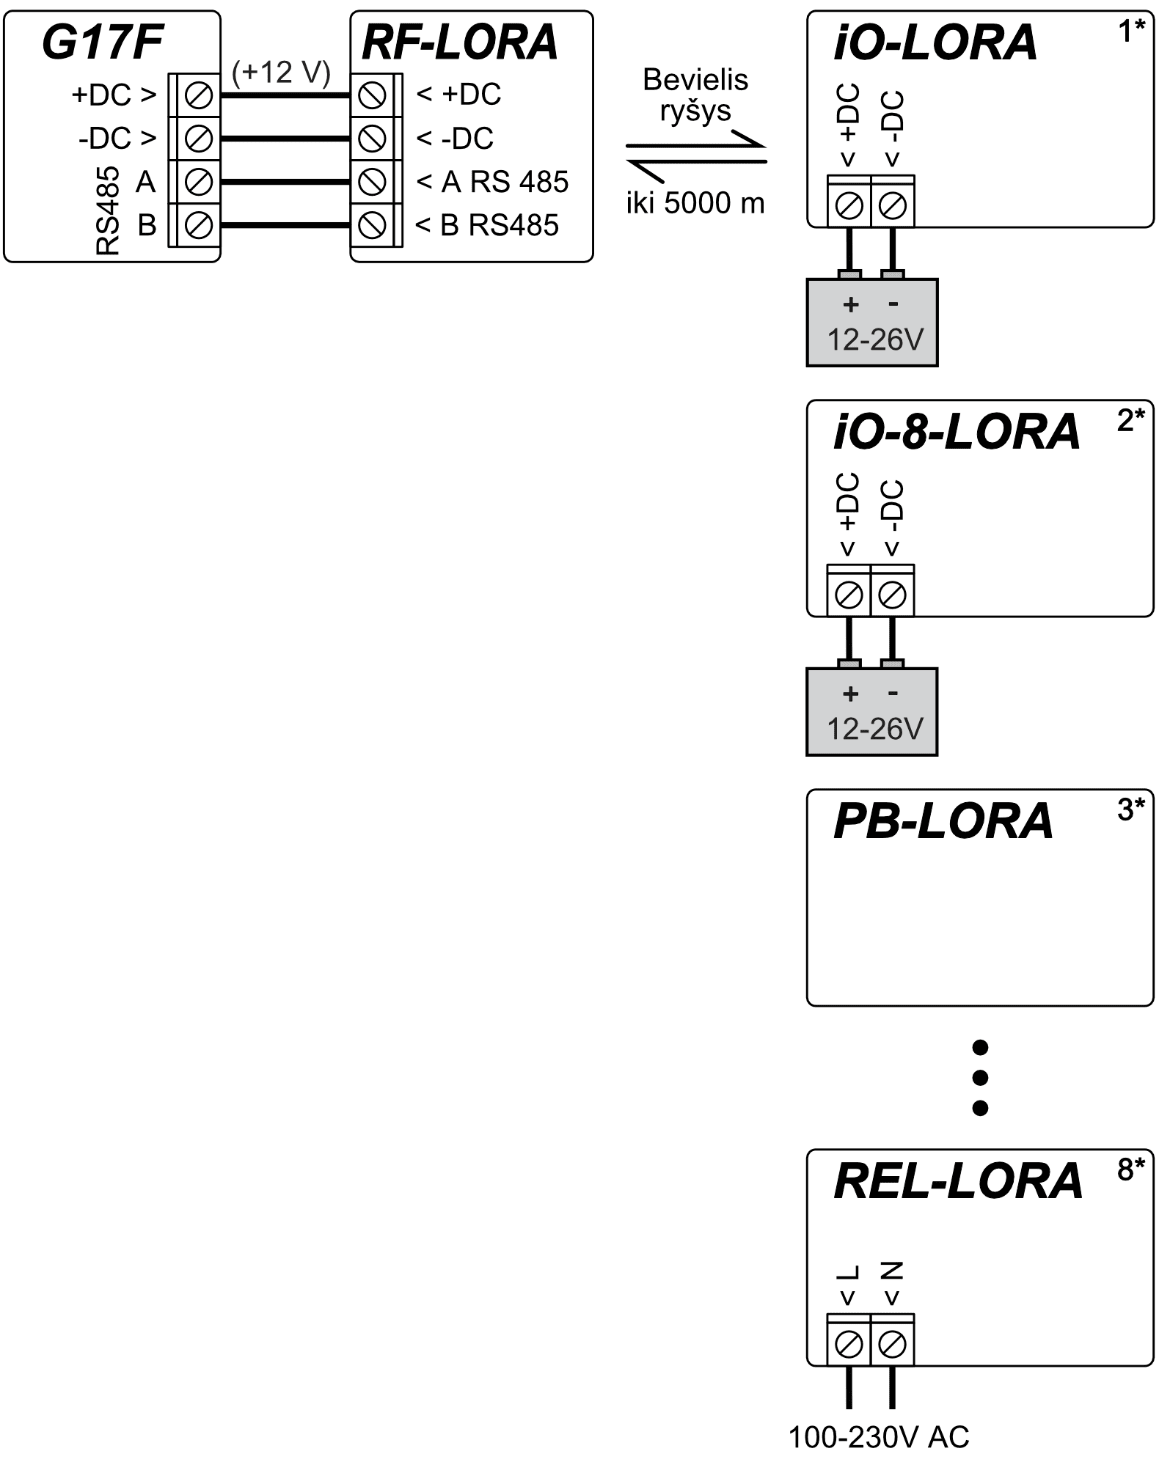 G17F
+DC >
-DC >
RS485
A
B
(+12 V)
RF-LORA
< +DC
< -DC
< A RS 485
< B RS485
Bevielis
ryšys
iki 5000 m
iO-LORA 1*
< +DC
< -DC
+ -
12-26V
iO-8-LORA 2*
< +DC
< -DC
+ -
12-26V
PB-LORA 3*
REL-LORA 8*
< L
< N
100-230V AC